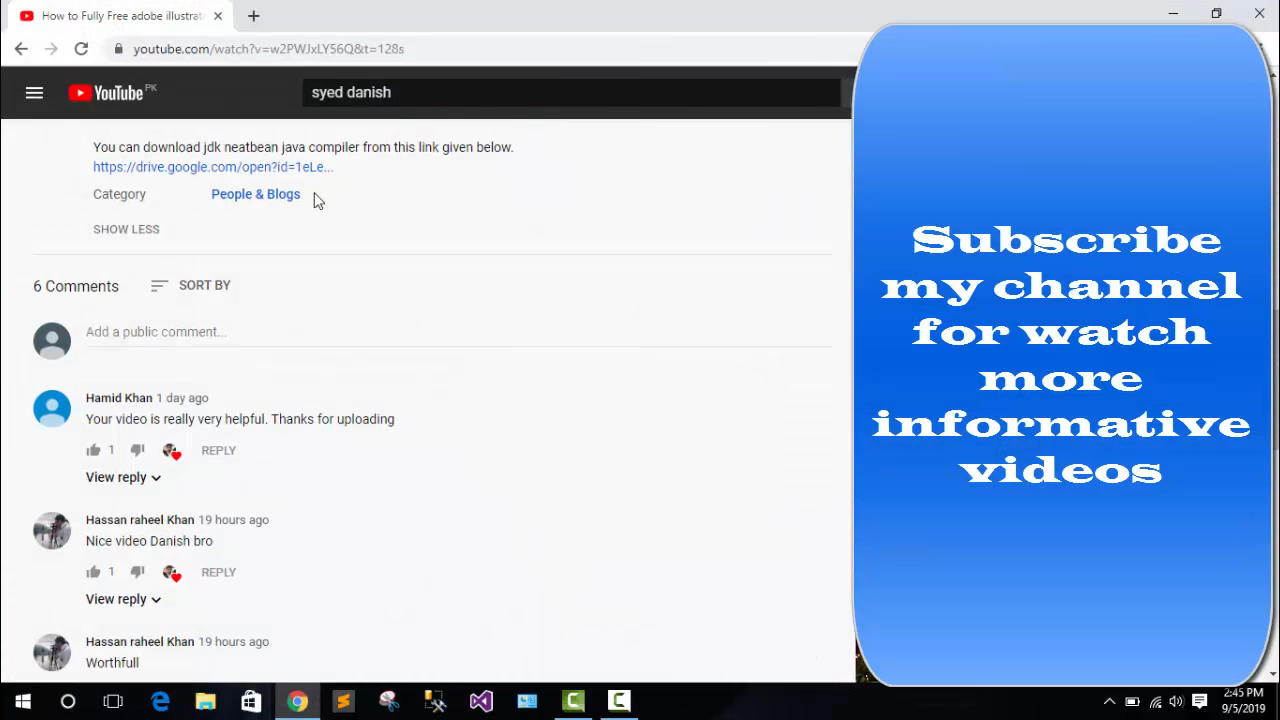 How to Fully Free adobe illustrat
youtube.com/watch?v=w2PWJxLY56Q&t=128s
YouTube PK
syed danish
You can download jdk neatbean java compiler from this link given below.
https://drive.google.com/open?id=1eLe...
Category People & Blogs
SHOW LESS
6 Comments SORT BY
Add a public comment...
Hamid Khan 1 day ago
Your video is really very helpful. Thanks for uploading
1 REPLY
View reply
Hassan raheel Khan 19 hours ago
Nice video Danish bro
1 REPLY
View reply
Hassan raheel Khan 19 hours ago
Worthfull
Subscribe
my channel
for watch
more
informative
videos
2:45 PM
9/5/2019